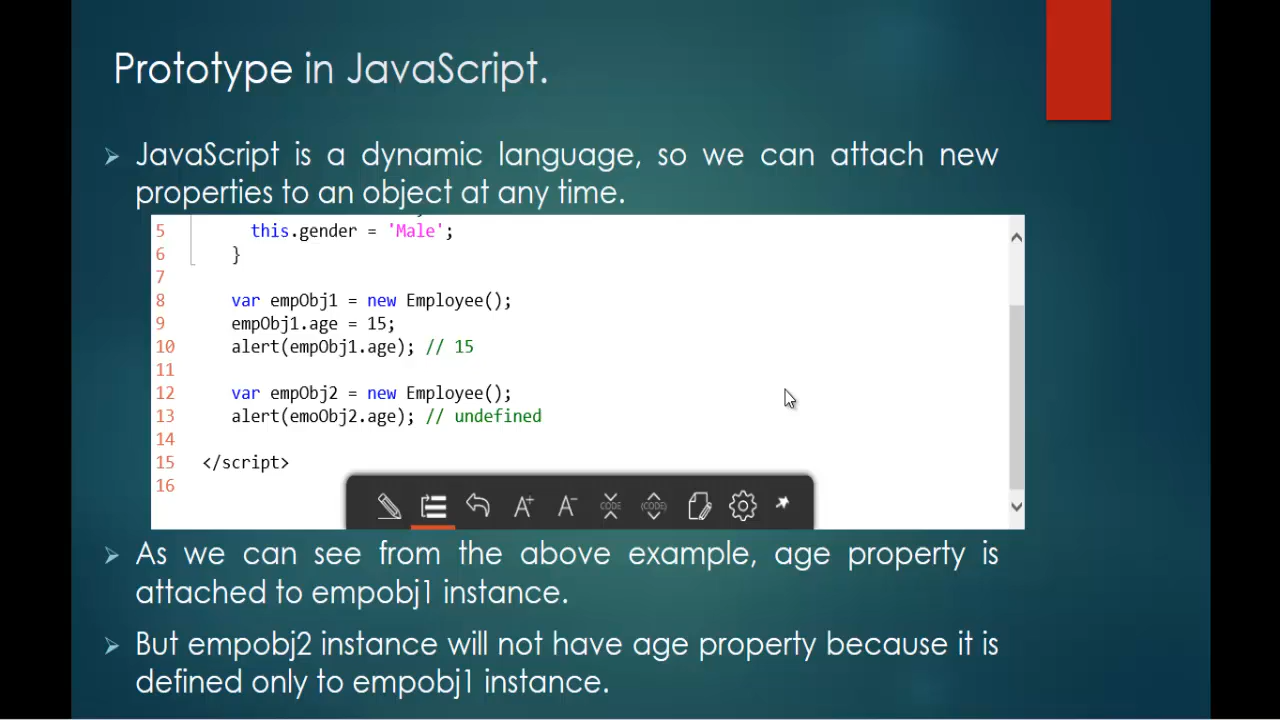 Prototype in JavaScript.
JavaScript is a dynamic language, so we can attach new
properties to an object at any time.
5 this.gender = 'Male';
6 }
7
8 var empObj1 = new Employee();
9 empObj1.age = 15;
10 alert(empObj1.age); // 15
11
12 var empObj2 = new Employee();
13 alert(emoObj2.age); // undefined
14
15 </script>
16
A+ A- CODE (CODE)
As we can see from the above example, age property is
attached to empobj1 instance.
But empobj2 instance will not have age property because it is
defined only to empobj1 instance.